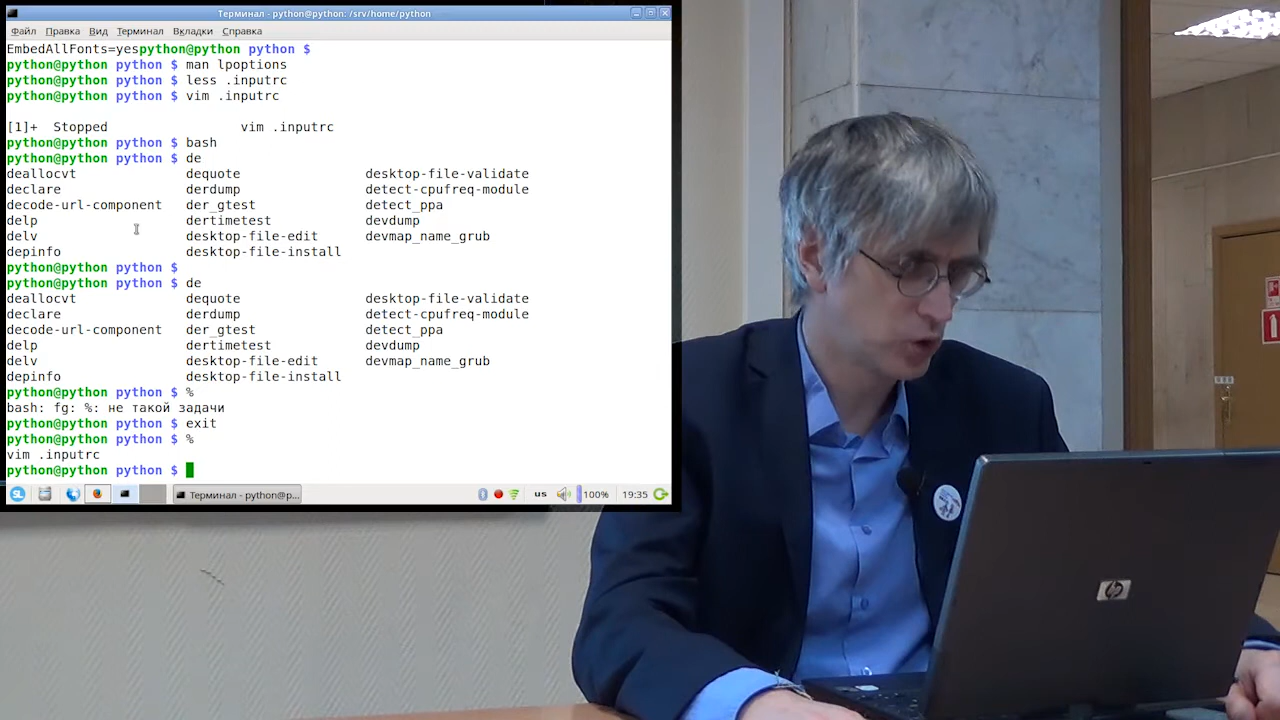 Терминал - python@python: /srv/home/python
Файл Правка Вид Терминал Вкладки Справка
EmbedAllFonts=yespython@python python $
python@python python $ man lpoptions
python@python python $ less .inputrc
python@python python $ vim .inputrc
[1]+ Stopped vim .inputrc
python@python python $ bash
python@python python $ de
deallocvt dequote desktop-file-validate
declare derdump detect-cpufreq-module
decode-url-component der_gtest detect_ppa
delp dertimetest devdump
delv desktop-file-edit devmap_name_grub
depinfo desktop-file-install
python@python python $
python@python python $ de
deallocvt dequote desktop-file-validate
declare derdump detect-cpufreq-module
decode-url-component der_gtest detect_ppa
delp dertimetest devdump
delv desktop-file-edit devmap_name_grub
depinfo desktop-file-install
python@python python $ %
bash: fg: %: не такой задачи
python@python python $ exit
python@python python $ %
vim .inputrc
python@python python $
Терминал - python@p... us 100% 19:35
hp